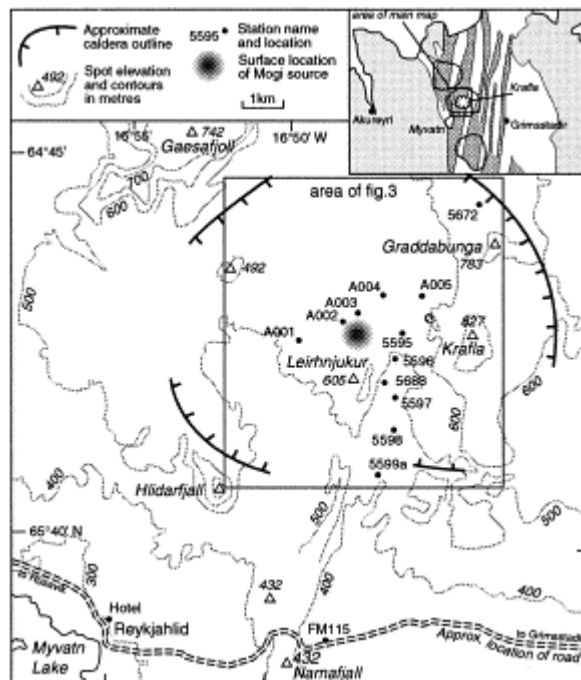 Approximate
caldera outline
492
Spot elevation
and contours
in metres
5595 Station name
and location
Surface location
of Mogi source
1km
area of main map
Krafla
Akureyri
Myvatn
Grimsstadir
16°55'
16°50' W
64°45'
742
Gaesafjoll
700
600
area of fig.3
5672
Graddabunga
783
500
492
A004
A005
A003
A002
A001
827
Krafla
5595
Leirhnjukur
5596
605
5688
5597
600
600
5598
5599a
400
Hlidarfjall
500
500
65°40' N
400
300
400
432
to Husavik
Hotel
Reykjahlid
FM115
to Grimsstadir
Approx. location of road
Myvatn
Lake
432
Namafjall